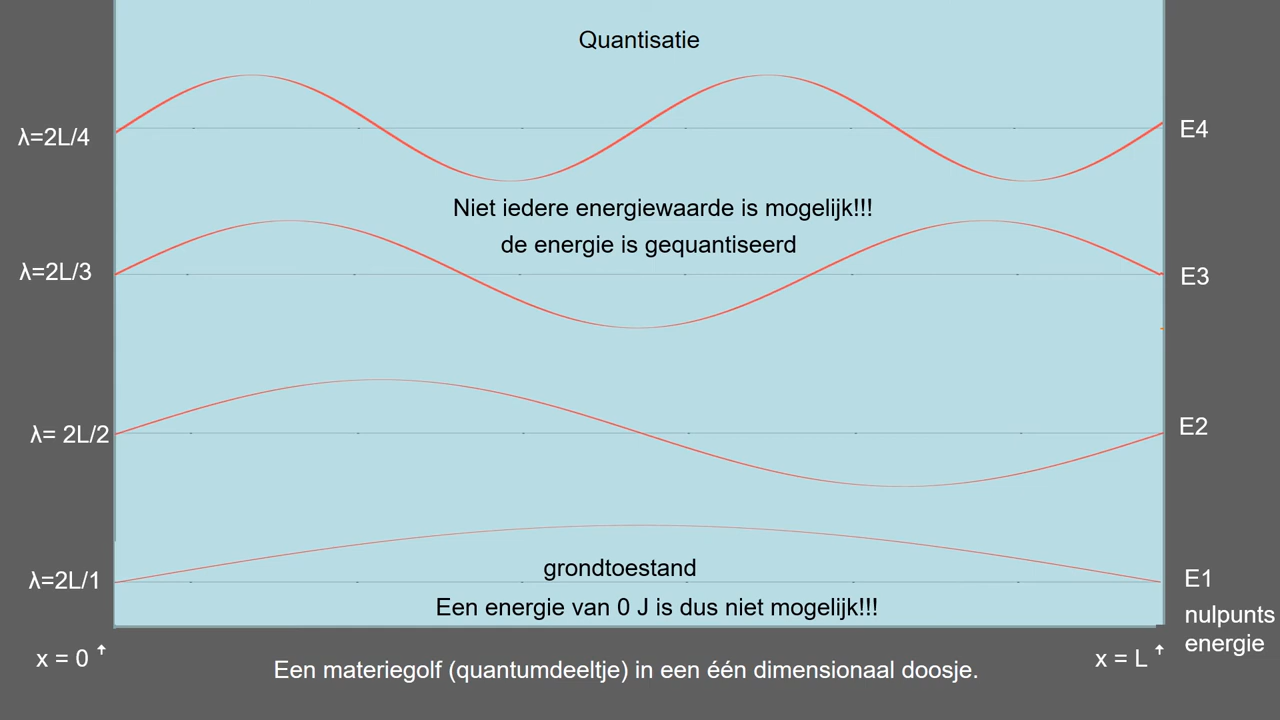 Quantisatie
λ=2L/4
E4
Niet iedere energiewaarde is mogelijk!!!
de energie is gequantiseerd
λ=2L/3
E3
λ= 2L/2
E2
grondtoestand
λ=2L/1
E1
Een energie van 0 J is dus niet mogelijk!!!
nulpunts
energie
x = 0 ↑
x = L ↑
Een materiegolf (quantumdeeltje) in een één dimensionaal doosje.